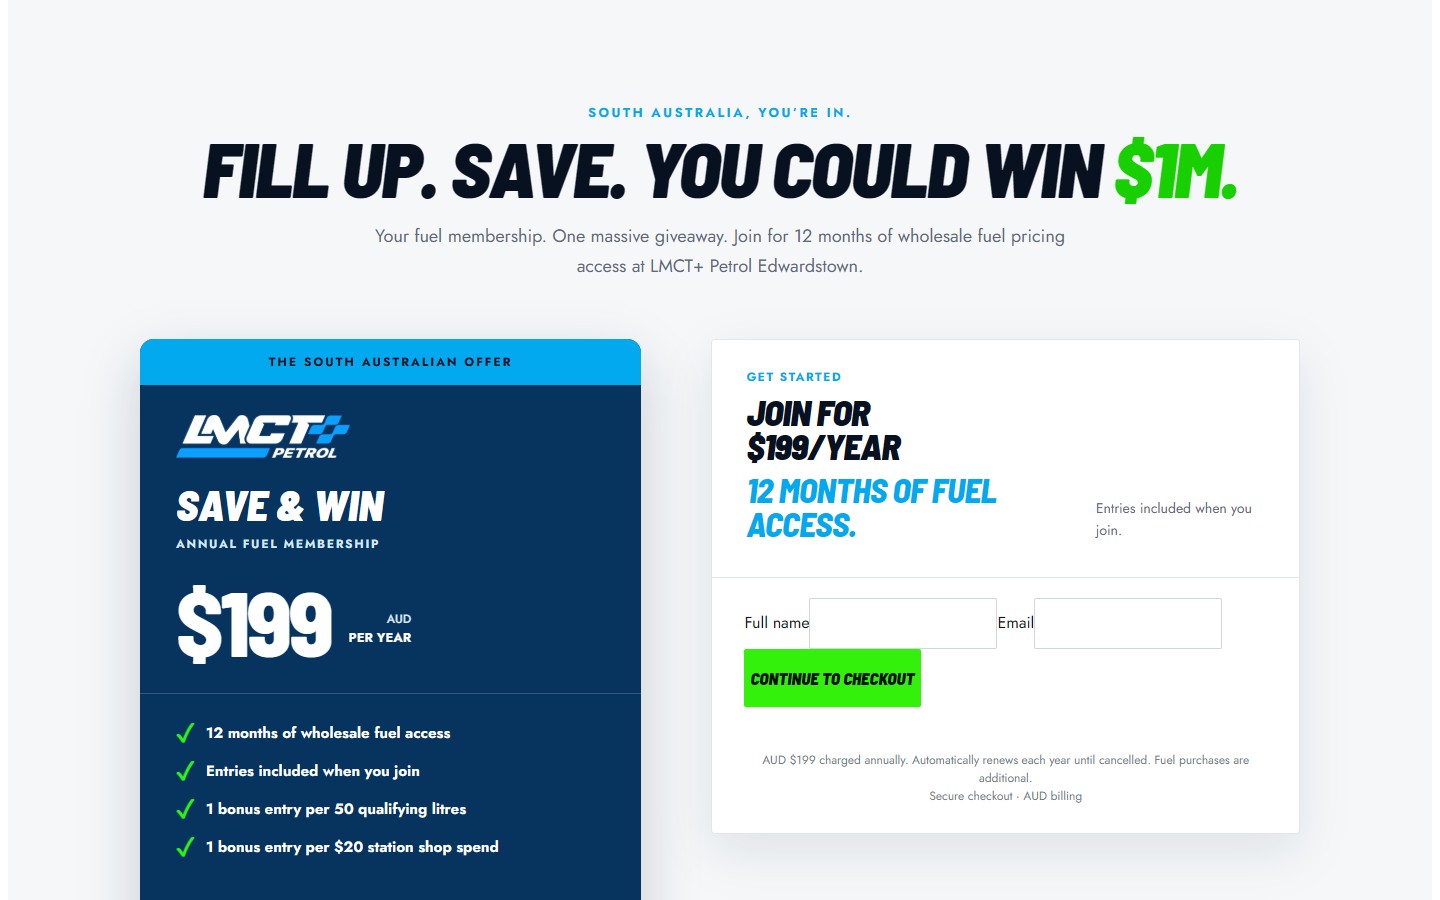 SOUTH AUSTRALIA, YOU'RE IN.
FILL UP. SAVE. YOU COULD WIN $1M.
Your fuel membership. One massive giveaway. Join for 12 months of wholesale fuel pricing
access at LMCT+ Petrol Edwardstown.
THE SOUTH AUSTRALIAN OFFER
LMCT+
PETROL
SAVE & WIN
ANNUAL FUEL MEMBERSHIP
$199
AUD
PER YEAR
12 months of wholesale fuel access
Entries included when you join
1 bonus entry per 50 qualifying litres
1 bonus entry per $20 station shop spend
GET STARTED
JOIN FOR
$199/YEAR
12 MONTHS OF FUEL
ACCESS.
Entries included when you
join.
Full name
Email
CONTINUE TO CHECKOUT
AUD $199 charged annually. Automatically renews each year until cancelled. Fuel purchases are
additional.
Secure checkout · AUD billing